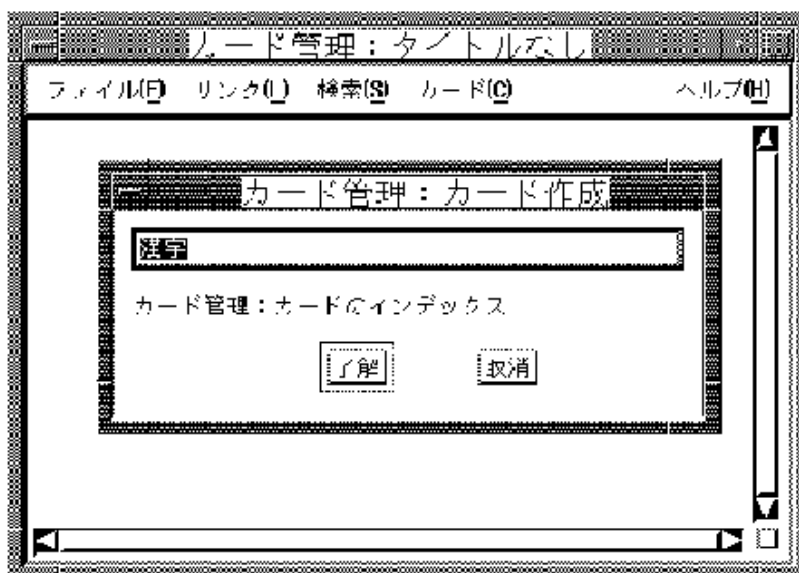 カード管理：タイトルなし
ファイル(F) リンク(L) 検索(S) カード(C) ヘルプ(H)
カード管理：カード作成
漢字
カード管理：カードのインデックス
了解 取消